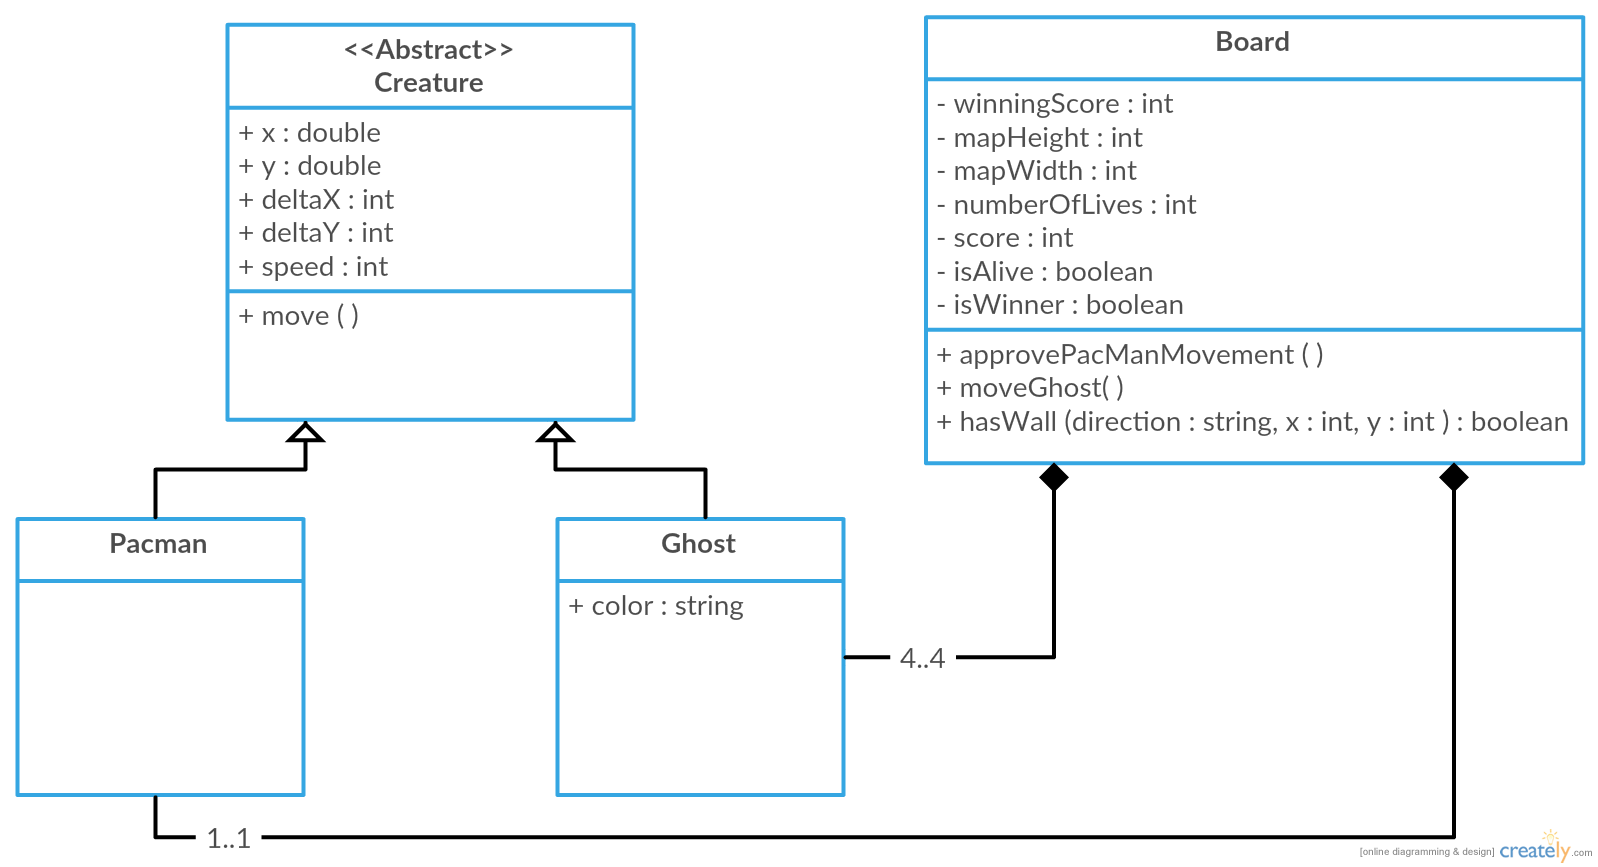 <<Abstract>>
Creature
+ x : double
+ y : double
+ deltaX : int
+ deltaY : int
+ speed : int
+ move ( )
Board
- winningScore : int
- mapHeight : int
- mapWidth : int
- numberOfLives : int
- score : int
- isAlive : boolean
- isWinner : boolean
+ approvePacManMovement ( )
+ moveGhost( )
+ hasWall (direction : string, x : int, y : int ) : boolean
Pacman
Ghost
+ color : string
4..4
1..1
[online diagramming & design] creately.com